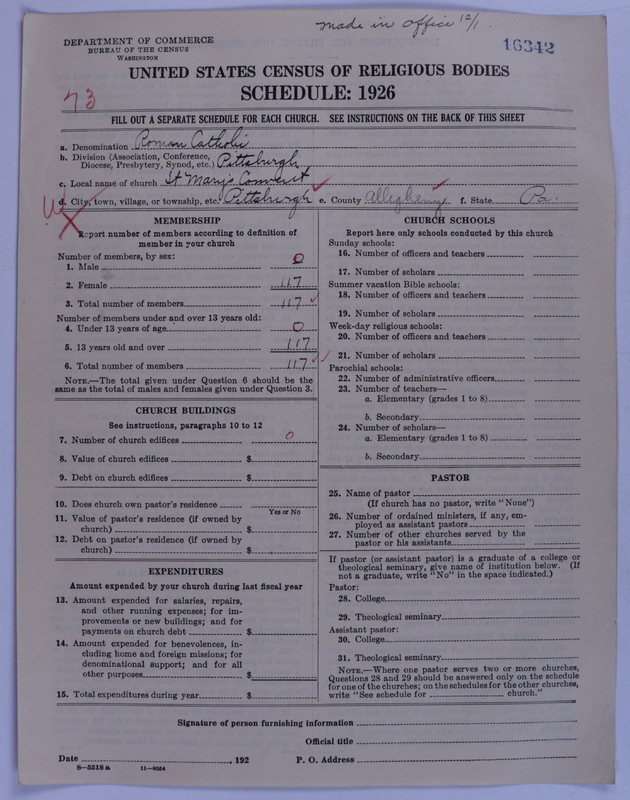 made in office 12/1.
DEPARTMENT OF COMMERCE
BUREAU OF THE CENSUS
WASHINGTON
16342
UNITED STATES CENSUS OF RELIGIOUS BODIES
SCHEDULE: 1926
73
FILL OUT A SEPARATE SCHEDULE FOR EACH CHURCH. SEE INSTRUCTIONS ON THE BACK OF THIS SHEET
a. Denomination Roman Catholic
b. Division (Association, Conference, Diocese, Presbytery, Synod, etc.) Pittsburgh
c. Local name of church St Mary's Convent
d. City, town, village, or township, etc. Pittsburgh e. County Allegheny f. State Pa.
MEMBERSHIP
Report number of members according to definition of
member in your church
Number of members, by sex:
1. Male 0
2. Female 117
3. Total number of members 117
Number of members under and over 13 years old:
4. Under 13 years of age 0
5. 13 years old and over 117
6. Total number of members 117
NOTE.—The total given under Question 6 should be the
same as the total of males and females given under Question 3.
CHURCH BUILDINGS
See instructions, paragraphs 10 to 12
7. Number of church edifices 0
8. Value of church edifices $
9. Debt on church edifices $
10. Does church own pastor's residence
Yes or No
11. Value of pastor's residence (if owned by
church) $
12. Debt on pastor's residence (if owned by
church) $
EXPENDITURES
Amount expended by your church during last fiscal year
13. Amount expended for salaries, repairs,
and other running expenses; for im-
provements or new buildings; and for
payments on church debt $
14. Amount expended for benevolences, in-
cluding home and foreign missions; for
denominational support; and for all
other purposes $
15. Total expenditures during year $
CHURCH SCHOOLS
Report here only schools conducted by this church
Sunday schools:
16. Number of officers and teachers
17. Number of scholars
Summer vacation Bible schools:
18. Number of officers and teachers
19. Number of scholars
Week-day religious schools:
20. Number of officers and teachers
21. Number of scholars
Parochial schools:
22. Number of administrative officers
23. Number of teachers—
a. Elementary (grades 1 to 8)
b. Secondary
24. Number of scholars—
a. Elementary (grades 1 to 8)
b. Secondary
PASTOR
25. Name of pastor
(If church has no pastor, write "None")
26. Number of ordained ministers, if any, em-
ployed as assistant pastors
27. Number of other churches served by the
pastor or his assistants
If pastor (or assistant pastor) is a graduate of a college or
theological seminary, give name of institution below. (If
not a graduate, write "No" in the space indicated.)
Pastor:
28. College
29. Theological seminary
Assistant pastor:
30. College
31. Theological seminary
NOTE.—Where one pastor serves two or more churches,
Questions 28 and 29 should be answered only on the schedule
for one of the churches; on the schedules for the other churches,
write "See schedule for church."
Signature of person furnishing information
Official title
Date , 192 P. O. Address
8—5518 a 11—9054